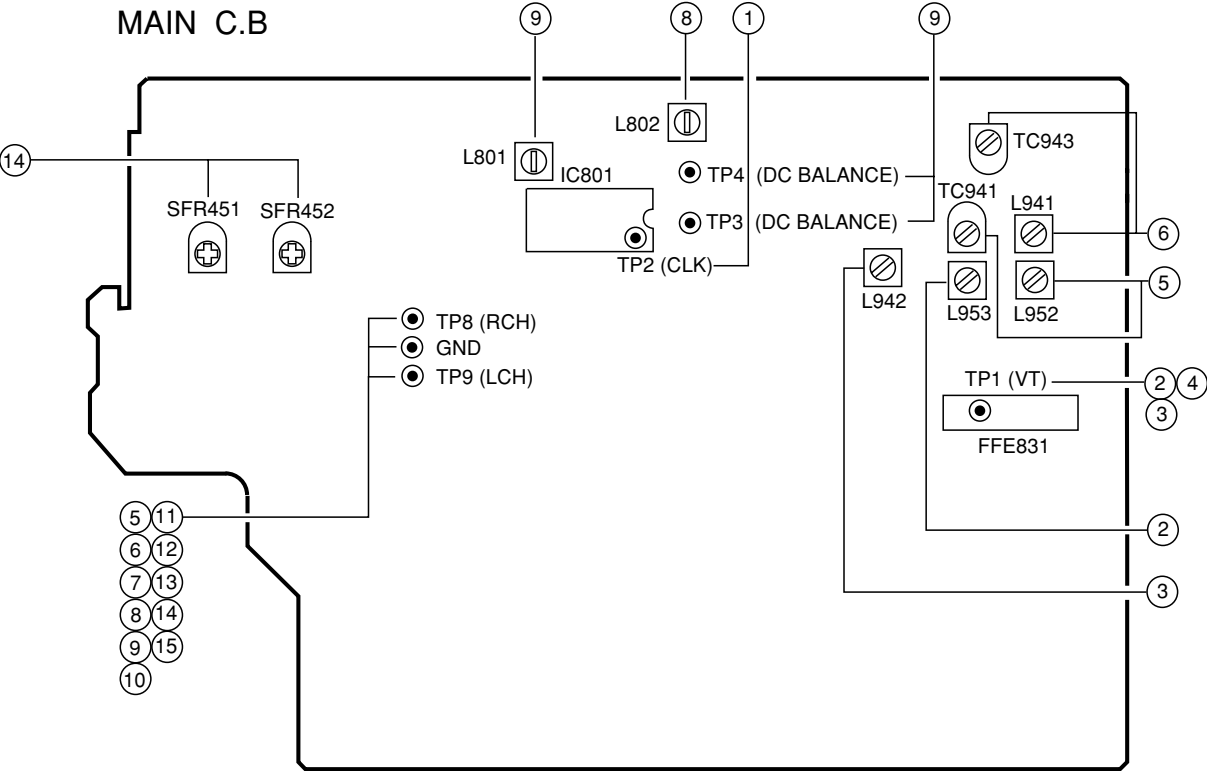 MAIN C.B
9
8
1
9
L802
TC943
14
L801
IC801
TP4 (DC BALANCE)
TC941
L941
SFR451
SFR452
TP3 (DC BALANCE)
6
TP2 (CLK)
5
L942
L953
L952
TP8 (RCH)
GND
TP9 (LCH)
TP1 (VT)
2 4
3
FFE831
5 11
2
6 12
7 13
3
8 14
9 15
10